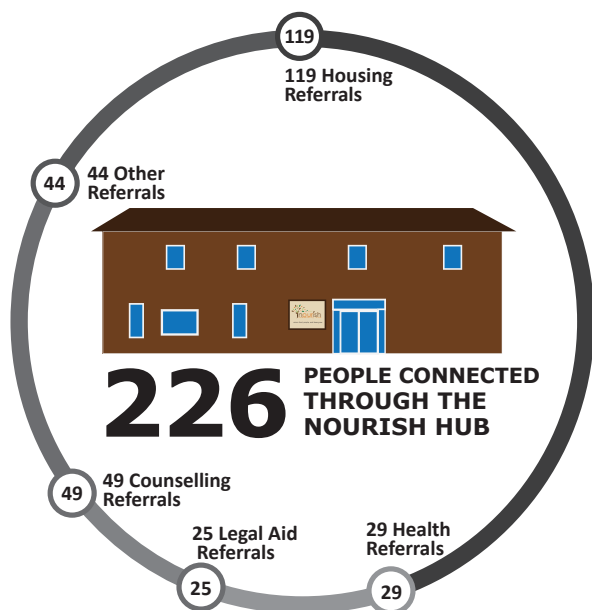 119
119 Housing
Referrals
44
44 Other
Referrals
nourish
226
PEOPLE CONNECTED
THROUGH THE
NOURISH HUB
49
49 Counselling
Referrals
25 Legal Aid
Referrals
25
29 Health
Referrals
29